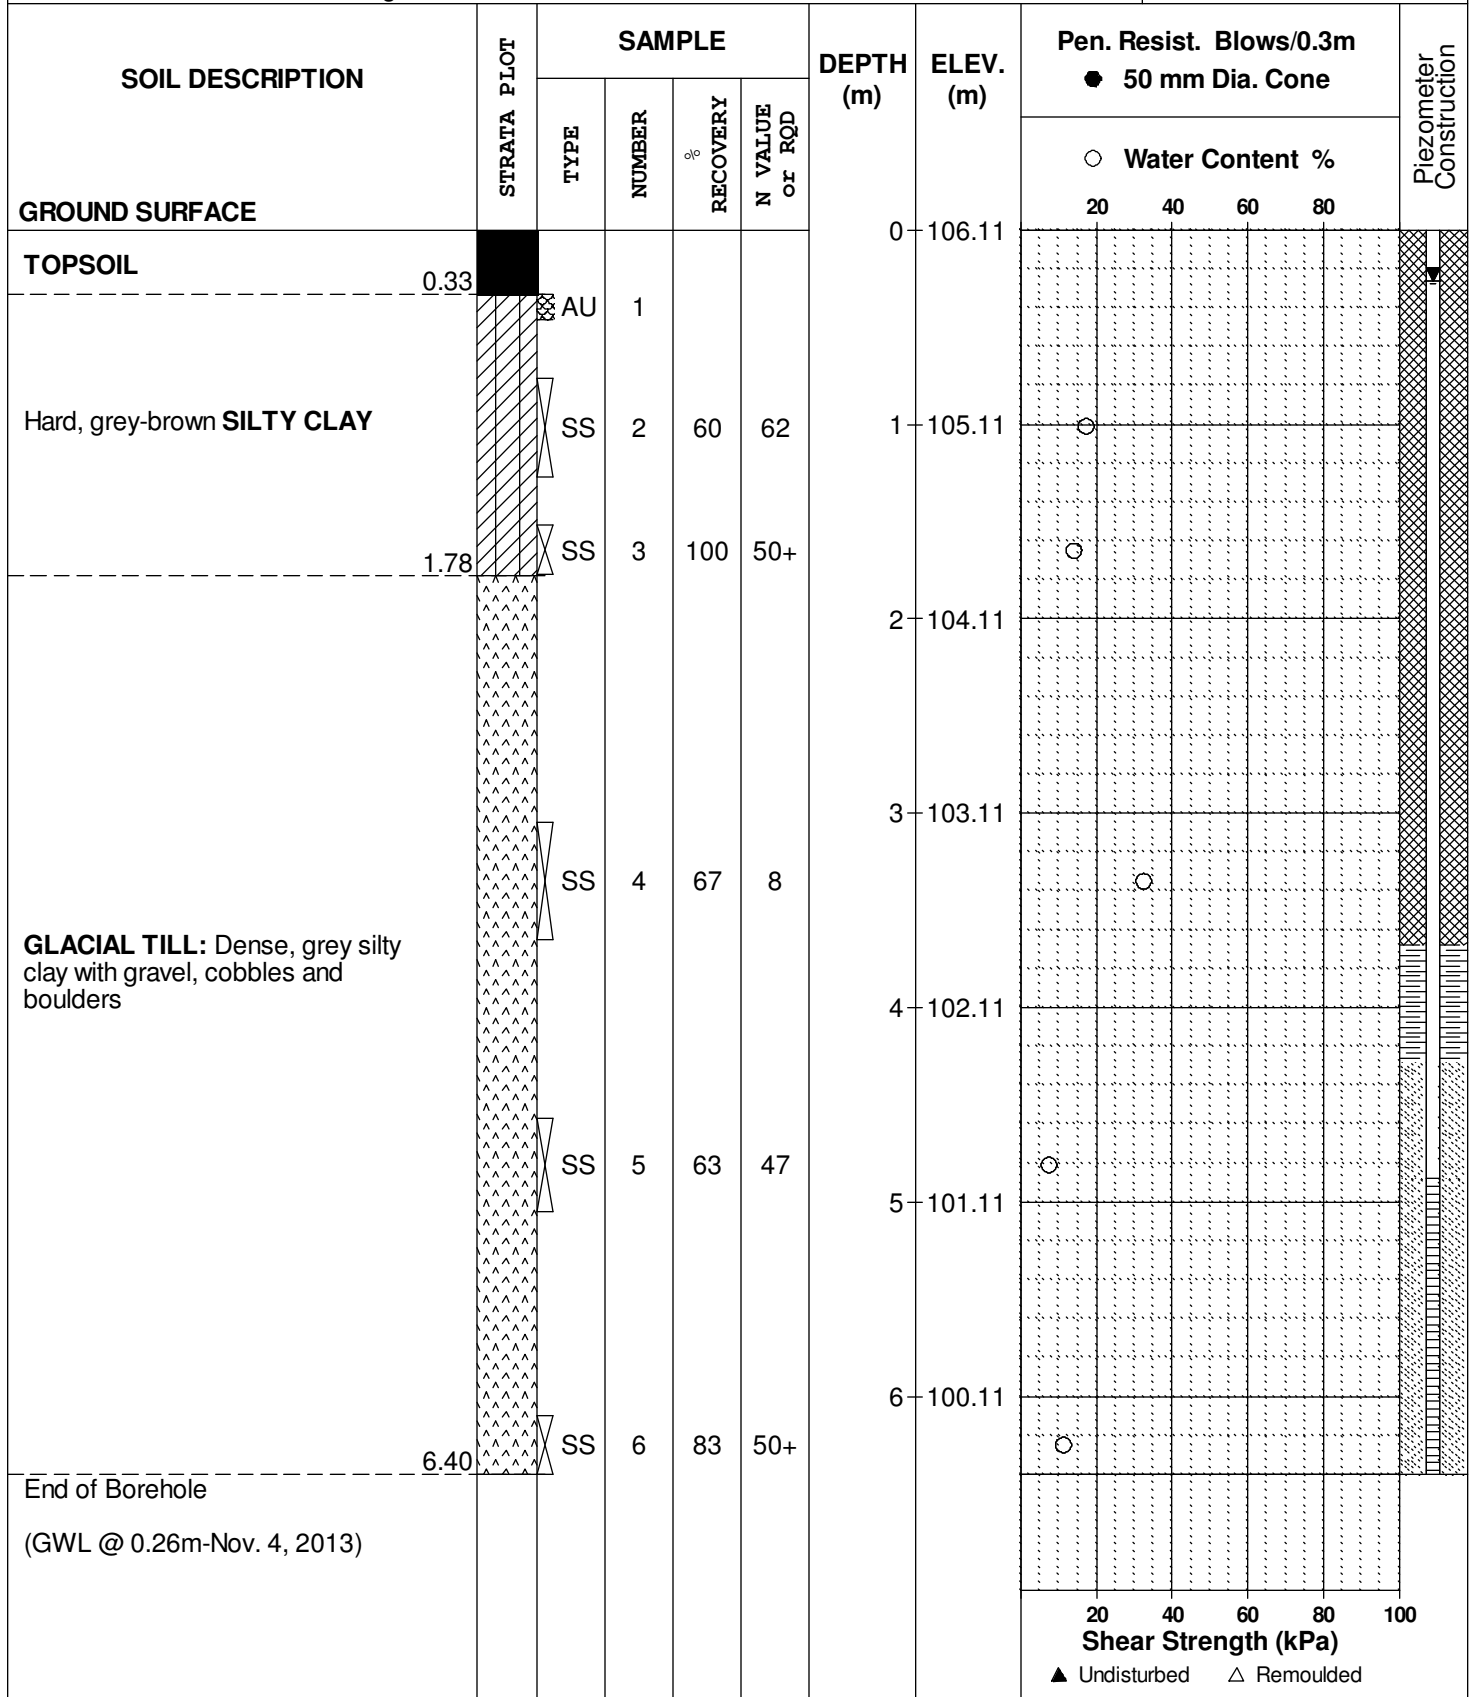 SOIL DESCRIPTION
GROUND SURFACE
STRATA PLOT
SAMPLE
TYPE
NUMBER
% RECOVERY
N VALUE or RQD
DEPTH (m)
ELEV. (m)
Pen. Resist. Blows/0.3m
● 50 mm Dia. Cone
○ Water Content %
20 40 60 80
Piezometer Construction
0 106.11
TOPSOIL
0.33
AU 1
Hard, grey-brown SILTY CLAY
SS 2 60 62
1 105.11
SS 3 100 50+
1.78
2 104.11
3 103.11
SS 4 67 8
GLACIAL TILL: Dense, grey silty
clay with gravel, cobbles and
boulders
4 102.11
SS 5 63 47
5 101.11
6 100.11
SS 6 83 50+
6.40
End of Borehole
(GWL @ 0.26m-Nov. 4, 2013)
20 40 60 80 100
Shear Strength (kPa)
▲ Undisturbed △ Remoulded